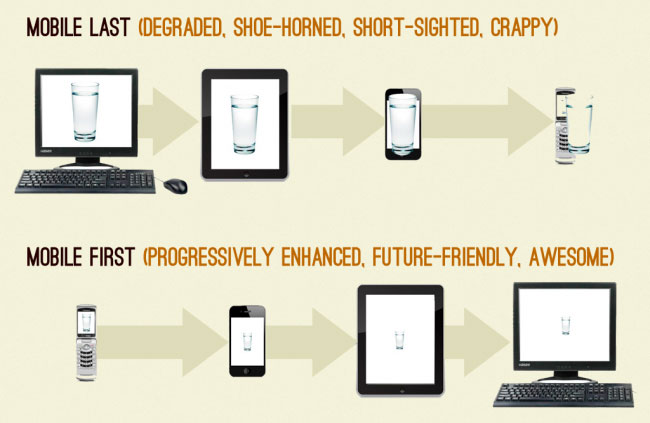 MOBILE LAST (DEGRADED, SHOE-HORNED, SHORT-SIGHTED, CRAPPY)
MOBILE FIRST (PROGRESSIVELY ENHANCED, FUTURE-FRIENDLY, AWESOME)